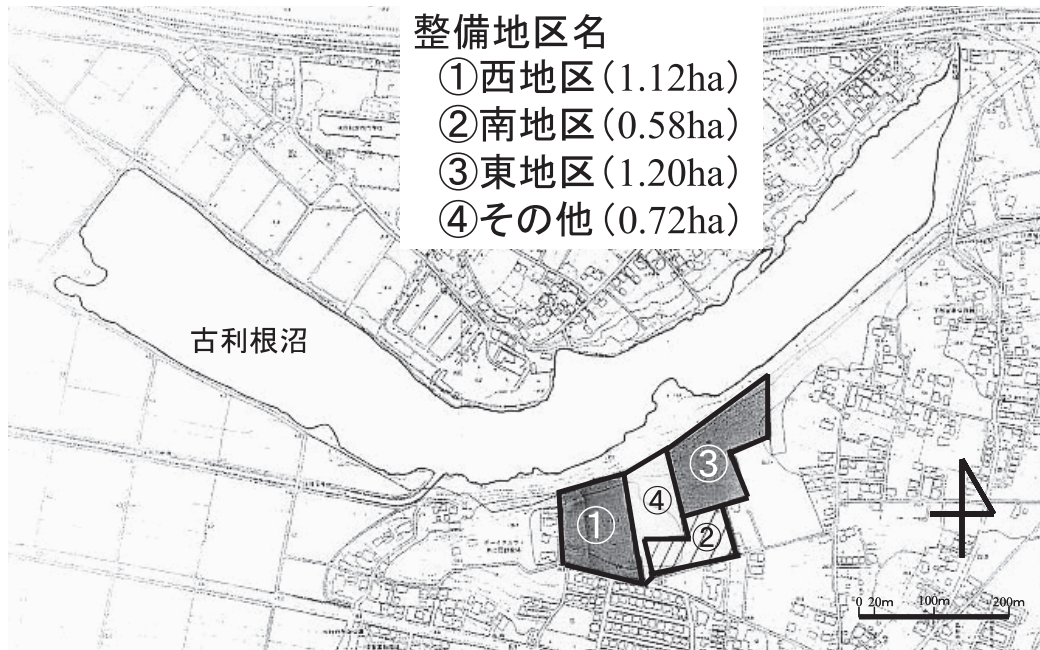 整備地区名
①西地区(1.12ha)
②南地区(0.58ha)
③東地区(1.20ha)
④その他(0.72ha)
古利根沼
③
④
①
②
0 20m 100m 200m